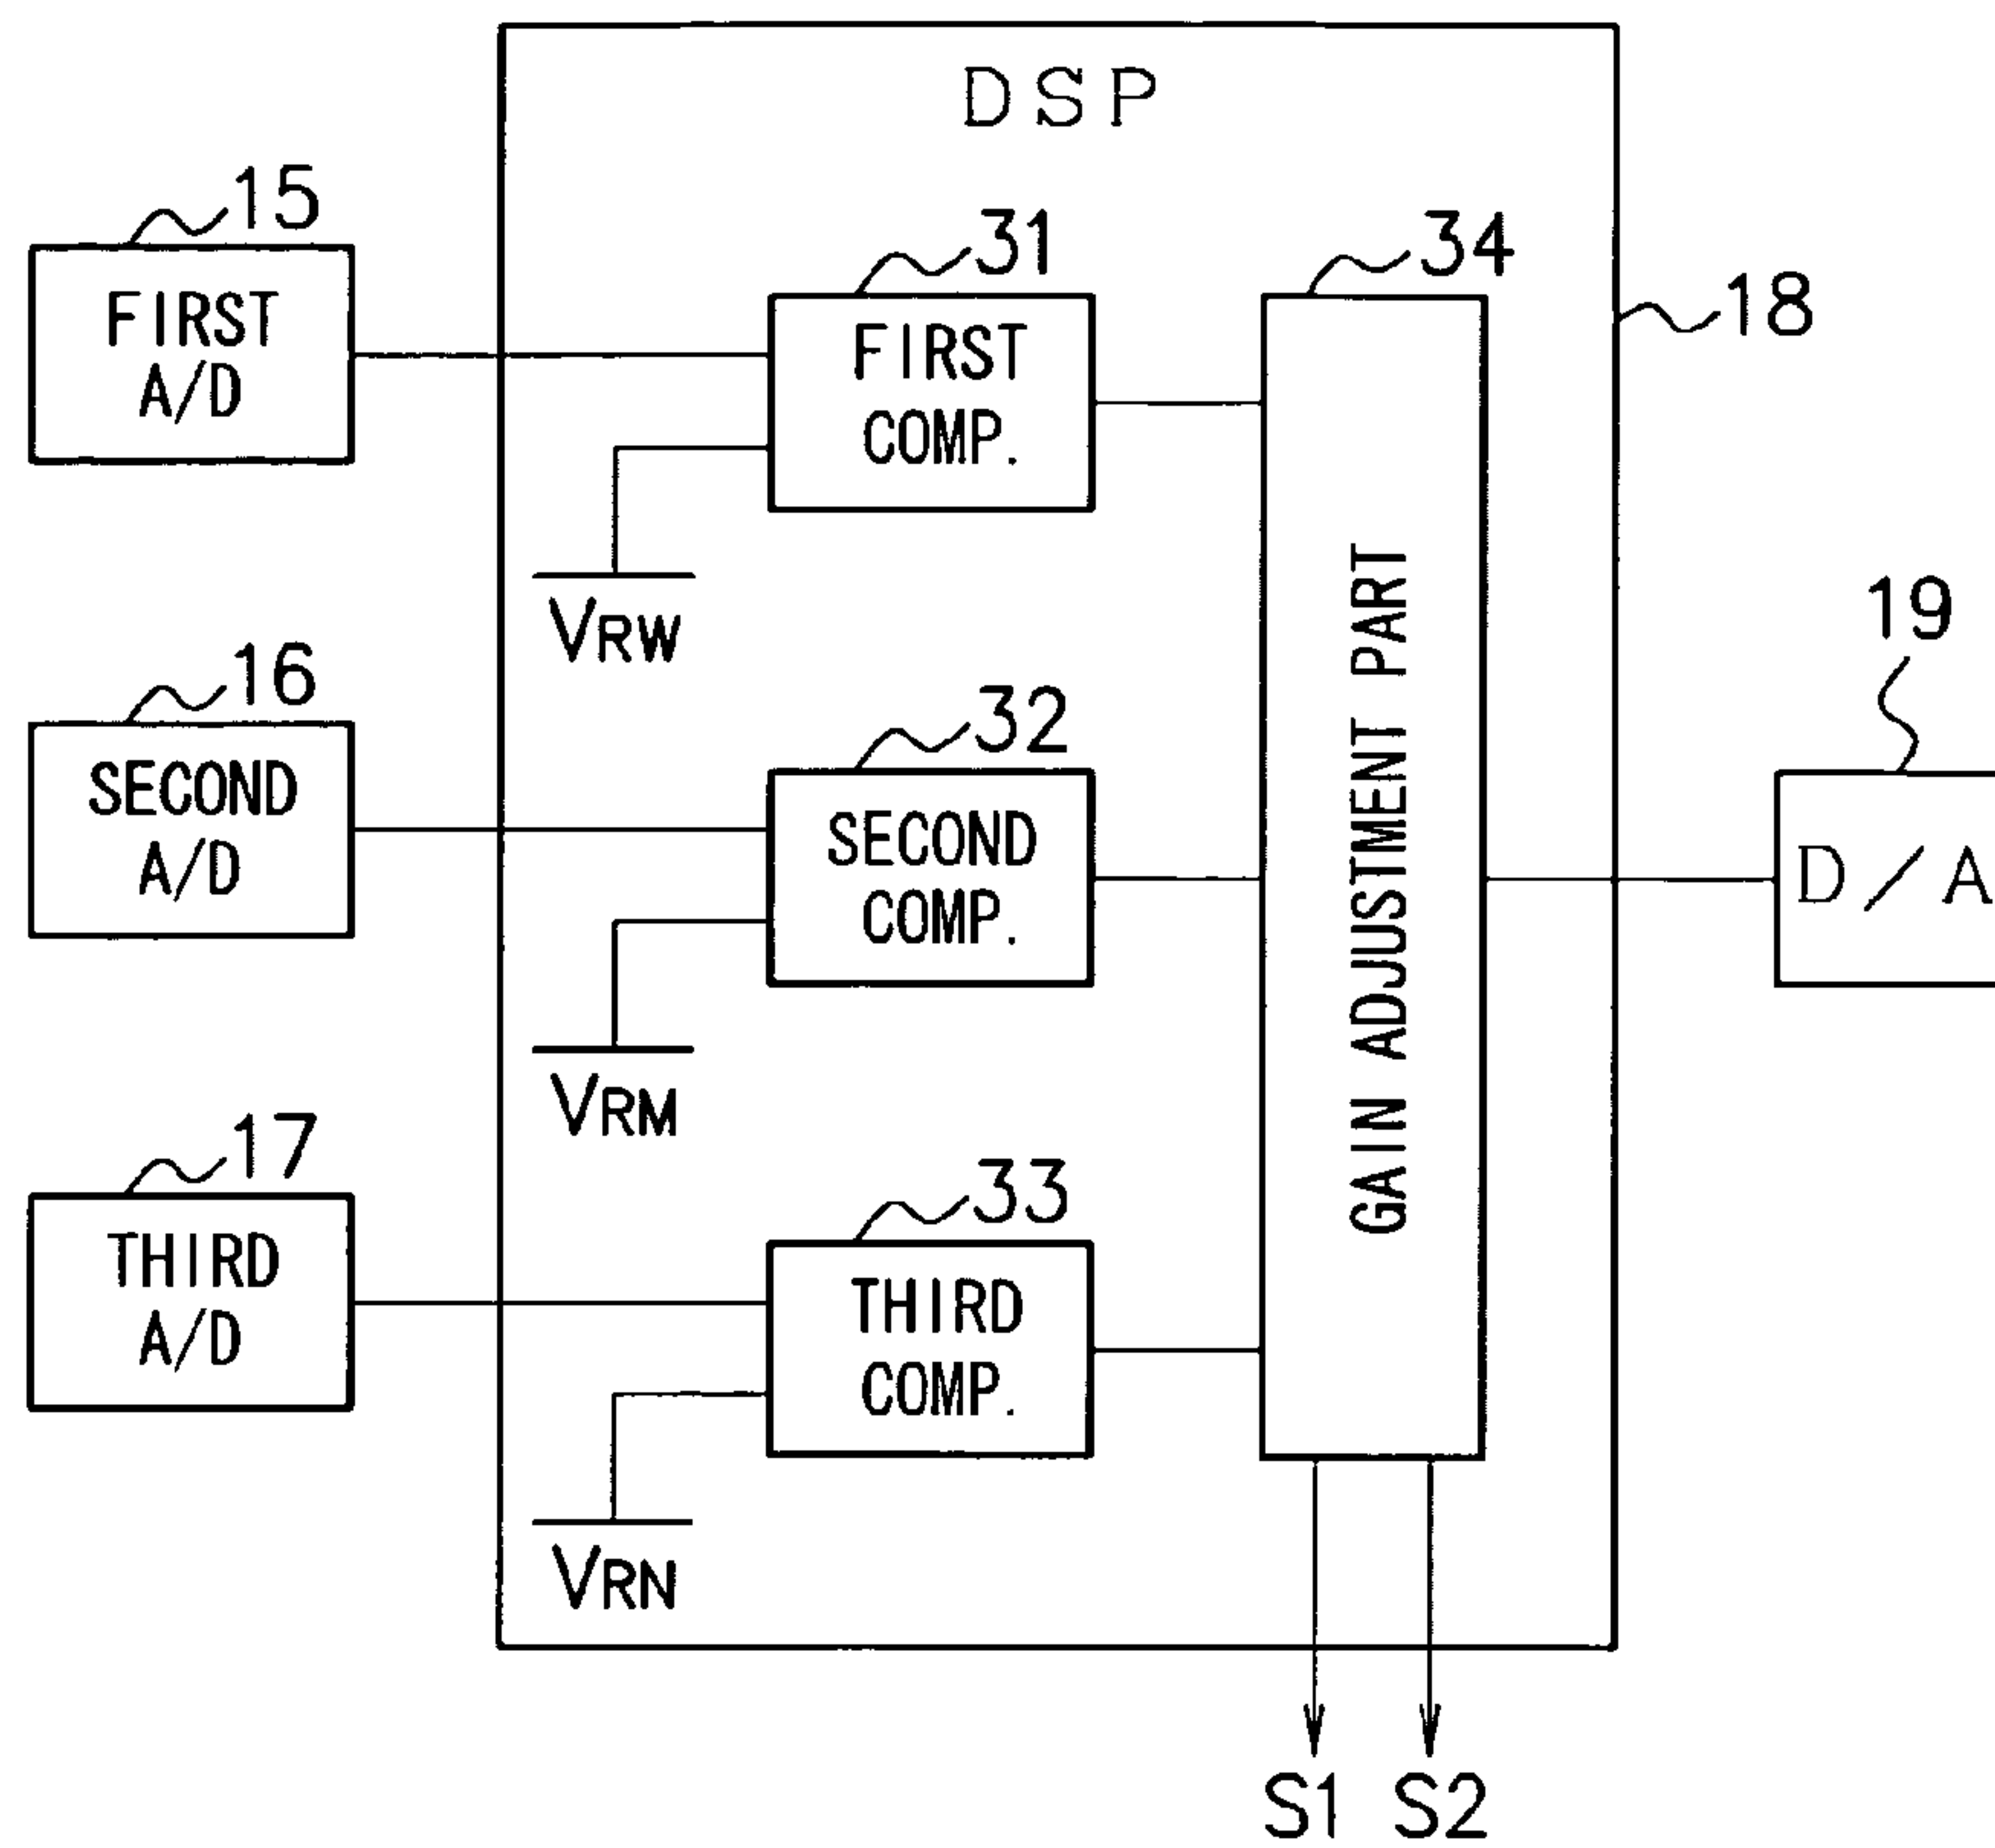 DSP
15
FIRST
A/D
31
FIRST
COMP.
34
18
VRW
16
SECOND
A/D
32
SECOND
COMP.
GAIN ADJUSTMENT PART
19
D/A
VRM
17
THIRD
A/D
33
THIRD
COMP.
VRN
S1 S2